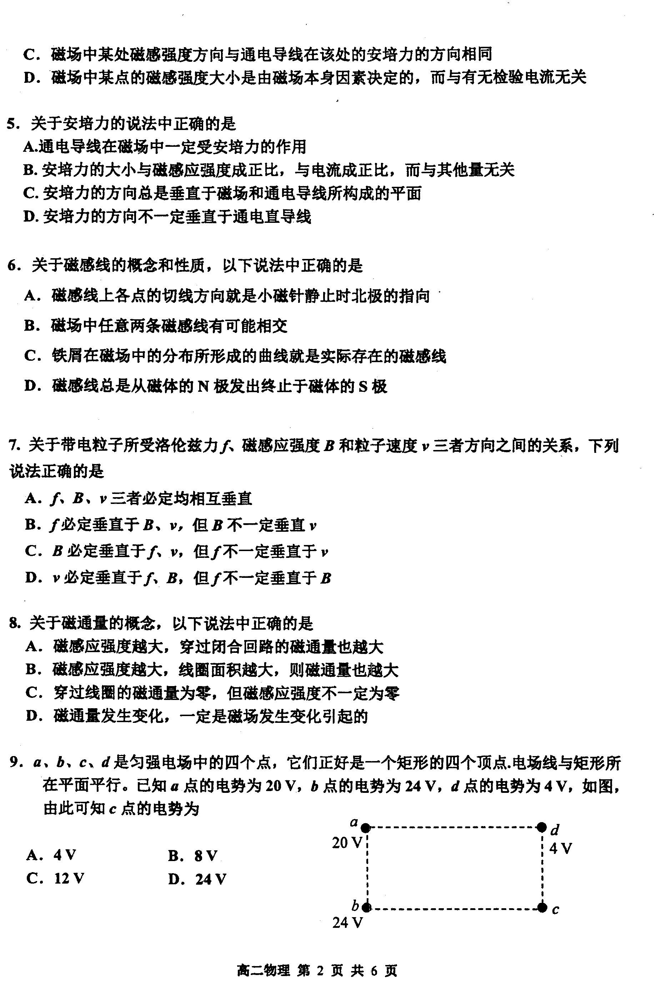 C．磁场中某处磁感强度方向与通电导线在该处的安培力的方向相同
D．磁场中某点的磁感强度大小是由磁场本身因素决定的，而与有无检验电流无关
5．关于安培力的说法中正确的是
A.通电导线在磁场中一定受安培力的作用
B. 安培力的大小与磁感应强度成正比，与电流成正比，而与其他量无关
C. 安培力的方向总是垂直于磁场和通电导线所构成的平面
D. 安培力的方向不一定垂直于通电直导线
6．关于磁感线的概念和性质，以下说法中正确的是
A．磁感线上各点的切线方向就是小磁针静止时北极的指向
B．磁场中任意两条磁感线有可能相交
C．铁屑在磁场中的分布所形成的曲线就是实际存在的磁感线
D．磁感线总是从磁体的 N 极发出终止于磁体的 S 极
7. 关于带电粒子所受洛伦兹力 f、磁感应强度 B 和粒子速度 v 三者方向之间的关系，下列
说法正确的是
A．f、B、v 三者必定均相互垂直
B．f 必定垂直于 B、v，但 B 不一定垂直 v
C．B 必定垂直于 f、v，但 f 不一定垂直于 v
D．v 必定垂直于 f、B，但 f 不一定垂直于 B
8. 关于磁通量的概念，以下说法中正确的是
A．磁感应强度越大，穿过闭合回路的磁通量也越大
B．磁感应强度越大，线圈面积越大，则磁通量也越大
C．穿过线圈的磁通量为零，但磁感应强度不一定为零
D．磁通量发生变化，一定是磁场发生变化引起的
9．a、b、c、d 是匀强电场中的四个点，它们正好是一个矩形的四个顶点.电场线与矩形所
在平面平行。已知 a 点的电势为 20 V，b 点的电势为 24 V，d 点的电势为 4 V，如图，
由此可知 c 点的电势为
a
d
20 V
4 V
A．4 V B．8 V
C．12 V D．24 V
b
c
24 V
高二物理 第 2 页 共 6 页